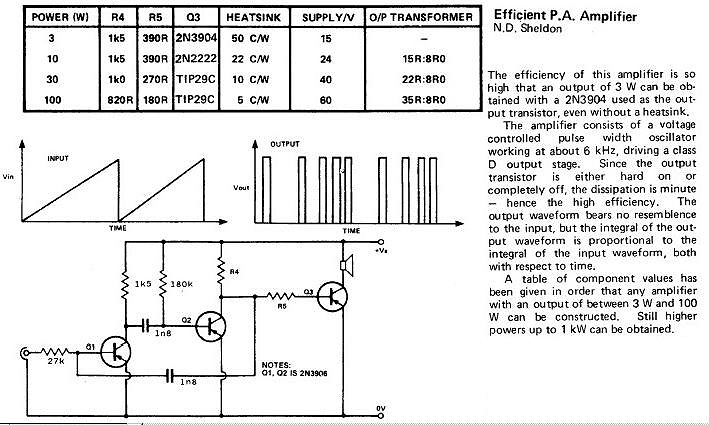 POWER (W) R4 R5 Q3 HEATSINK SUPPLY/V O/P TRANSFORMER
3 1k5 390R 2N3904 50 C/W 15 –
10 1k5 390R 2N2222 22 C/W 24 15R:8R0
30 1k0 270R TIP29C 10 C/W 40 22R:8R0
100 820R 180R TIP29C 5 C/W 60 35R:8R0
Efficient P.A. Amplifier
N.D. Sheldon
The efficiency of this amplifier is so
high that an output of 3 W can be ob-
tained with a 2N3904 used as the out-
put transistor, even without a heatsink.
The amplifier consists of a voltage
controlled pulse width oscillator
working at about 6 kHz, driving a class
D output stage. Since the output
transistor is either hard on or
completely off, the dissipation is minute
– hence the high efficiency. The
output waveform bears no resemblence
to the input, but the integral of the out-
put waveform is proportional to the
integral of the input waveform, both
with respect to time.
A table of component values has
been given in order that any amplifier
with an output of between 3 W and 100
W can be constructed. Still higher
powers up to 1 kW can be obtained.
INPUT
Vin
TIME
OUTPUT
Vout
TIME
+Vs
1k5
180k
R4
R5
Q3
Q2
1n8
Q1
27k
1n8
NOTES:
Q1, Q2 IS 2N3906
0V